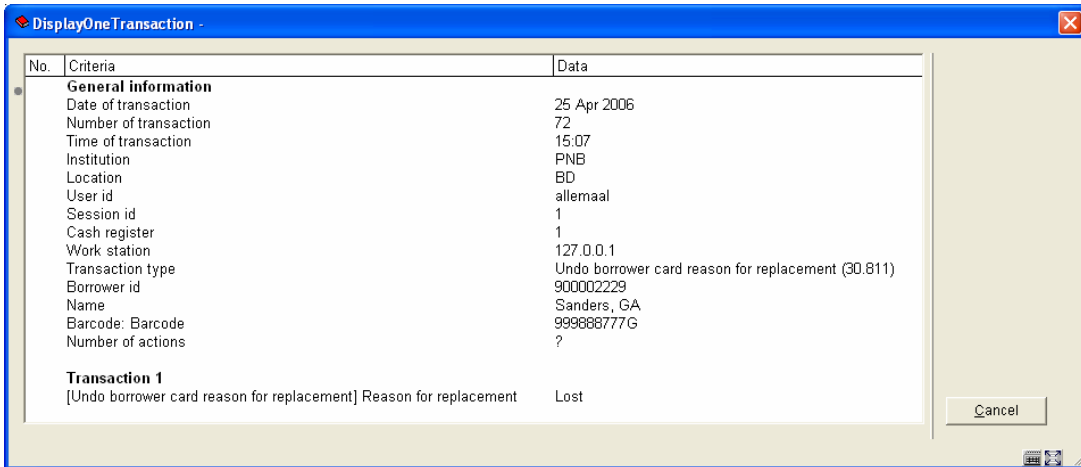 DisplayOneTransaction -
No. Criteria Data
General information
Date of transaction 25 Apr 2006
Number of transaction 72
Time of transaction 15:07
Institution PNB
Location BD
User id allemaal
Session id 1
Cash register 1
Work station 127.0.0.1
Transaction type Undo borrower card reason for replacement (30.811)
Borrower id 900002229
Name Sanders, GA
Barcode: Barcode 999888777G
Number of actions ?
Transaction 1
[Undo borrower card reason for replacement] Reason for replacement Lost
Cancel